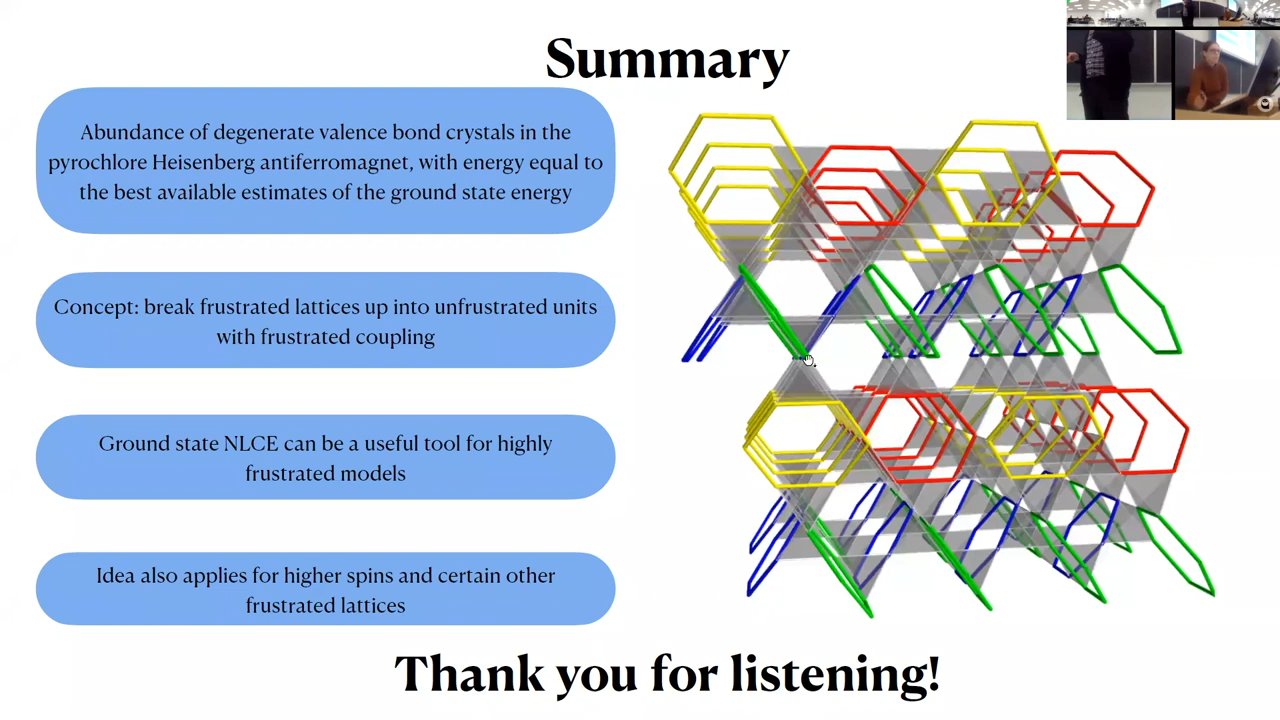 Summary
Abundance of degenerate valence bond crystals in the
pyrochlore Heisenberg antiferromagnet, with energy equal to
the best available estimates of the ground state energy
Concept: break frustrated lattices up into unfrustrated units
with frustrated coupling
Ground state NLCE can be a useful tool for highly
frustrated models
Idea also applies for higher spins and certain other
frustrated lattices
Thank you for listening!